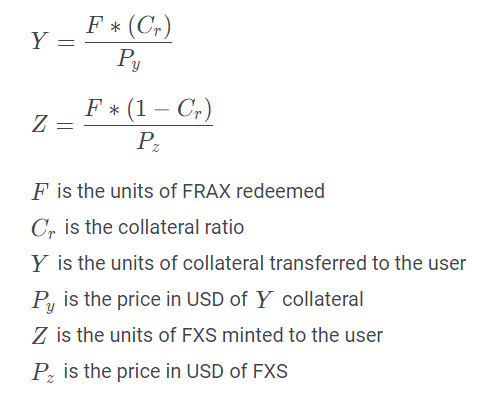 Y = F * (C_r) / P_y
Z = F * (1 − C_r) / P_z
F is the units of FRAX redeemed
C_r is the collateral ratio
Y is the units of collateral transferred to the user
P_y is the price in USD of Y collateral
Z is the units of FXS minted to the user
P_z is the price in USD of FXS